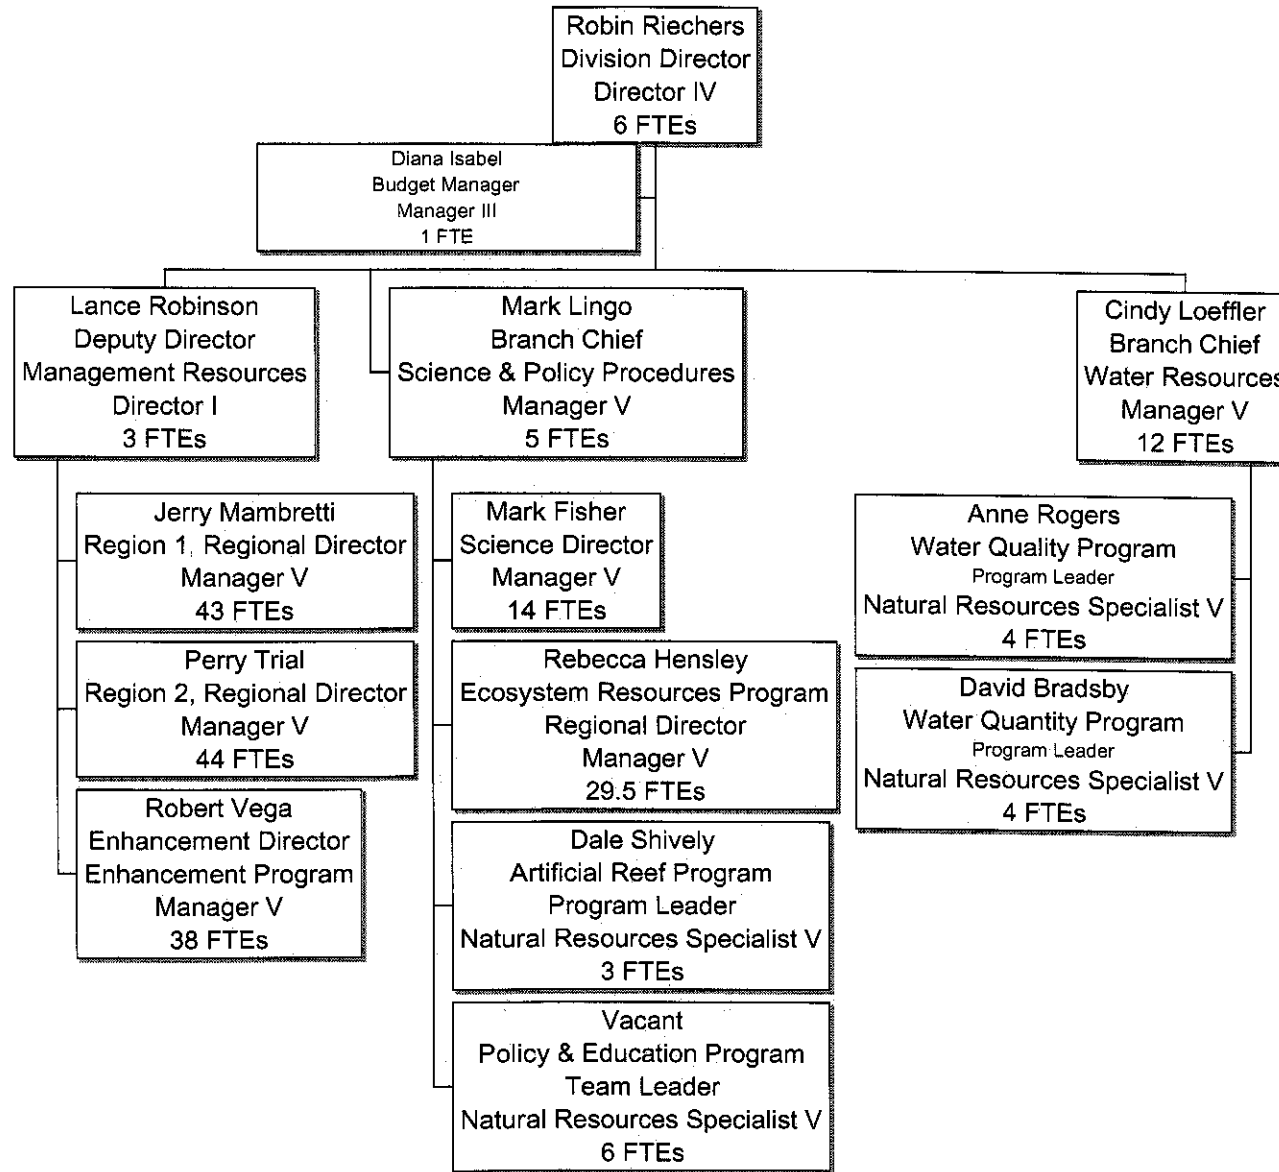 Robin Riechers
Division Director
Director IV
6 FTEs
Diana Isabel
Budget Manager
Manager III
1 FTE
Lance Robinson
Deputy Director
Management Resources
Director I
3 FTEs
Mark Lingo
Branch Chief
Science & Policy Procedures
Manager V
5 FTEs
Cindy Loeffler
Branch Chief
Water Resources
Manager V
12 FTEs
Jerry Mambretti
Region 1, Regional Director
Manager V
43 FTEs
Perry Trial
Region 2, Regional Director
Manager V
44 FTEs
Robert Vega
Enhancement Director
Enhancement Program
Manager V
38 FTEs
Mark Fisher
Science Director
Manager V
14 FTEs
Rebecca Hensley
Ecosystem Resources Program
Regional Director
Manager V
29.5 FTEs
Dale Shively
Artificial Reef Program
Program Leader
Natural Resources Specialist V
3 FTEs
Vacant
Policy & Education Program
Team Leader
Natural Resources Specialist V
6 FTEs
Anne Rogers
Water Quality Program
Program Leader
Natural Resources Specialist V
4 FTEs
David Bradsby
Water Quantity Program
Program Leader
Natural Resources Specialist V
4 FTEs